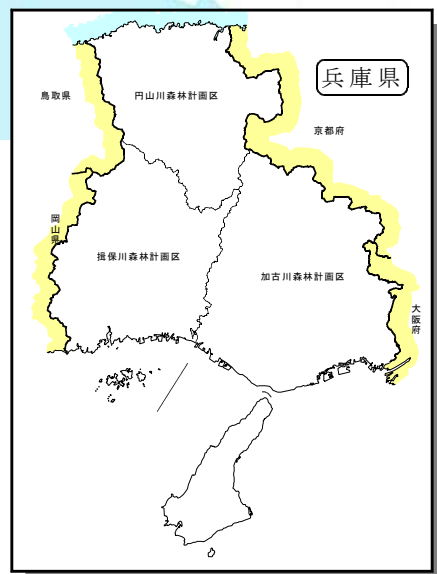 兵庫県
鳥取県
円山川森林計画区
京都府
岡山県
揖保川森林計画区
加古川森林計画区
大阪府